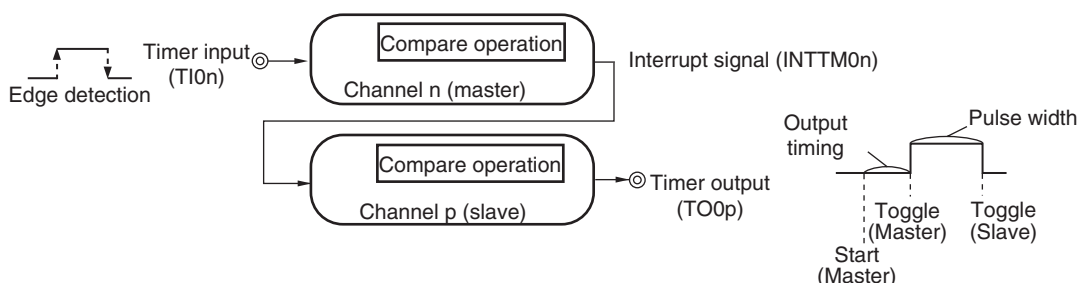 Timer input
(TI0n)
Edge detection
Compare operation
Channel n (master)
Interrupt signal (INTTM0n)
Compare operation
Channel p (slave)
Timer output
(TO0p)
Output
timing
Pulse width
Toggle
(Master)
Toggle
(Slave)
Start
(Master)